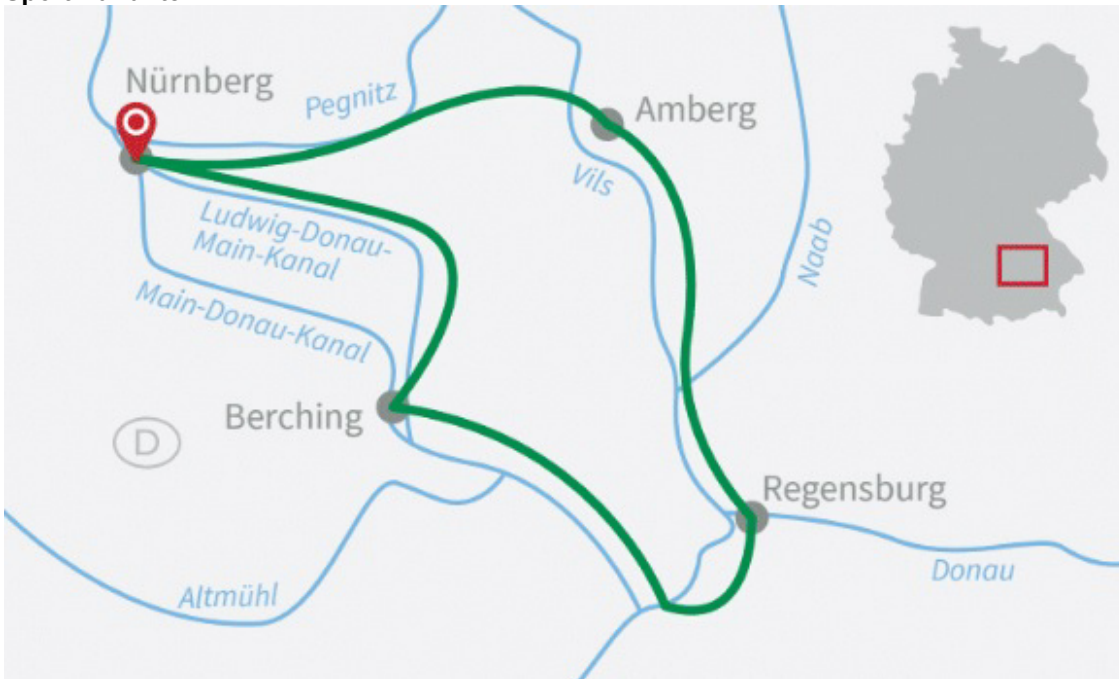 Nürnberg
Pegnitz
Amberg
Vils
Ludwig-Donau-
Main-Kanal
Naab
Main-Donau-Kanal
Berching
D
Regensburg
Altmühl
Donau